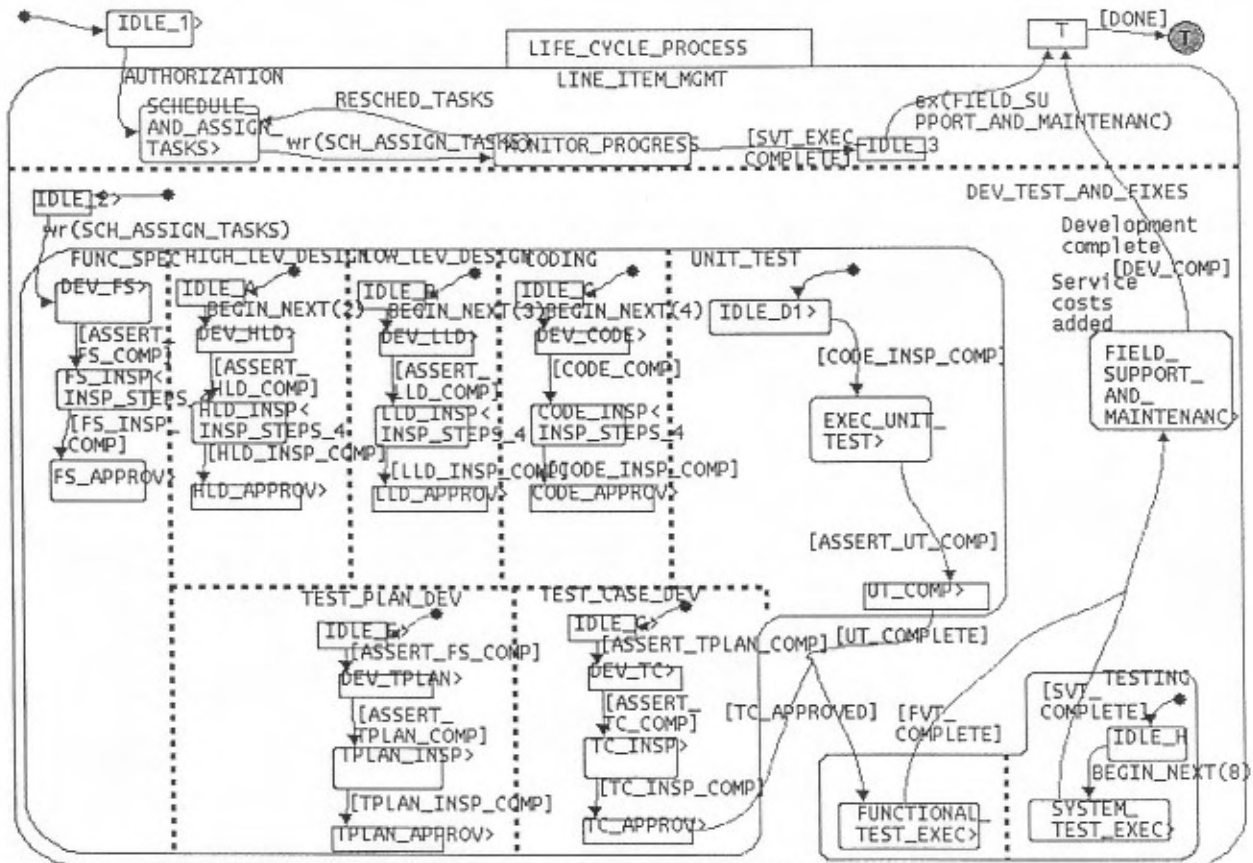 IDLE_1>
LIFE_CYCLE_PROCESS
T
[DONE]
T
AUTHORIZATION
LINE_ITEM_MGMT
SCHEDULE_
AND_ASSIGN_
TASKS>
RESCHED_TASKS
wr(SCH_ASSIGN_TASKS)
MONITOR_PROGRESS
[SVT_EXEC_
COMPLETE]
IDLE_3
ex(FIELD_SU
PPORT_AND_MAINTENANC)
IDLE_2>
wr(SCH_ASSIGN_TASKS)
DEV_TEST_AND_FIXES
Development
complete
[DEV_COMP]
Service
costs
added
FIELD_
SUPPORT_
AND_
MAINTENANC>
FUNC_SPEC
DEV_FS>
[ASSERT_
FS_COMP]
FS_INSP<
INSP_STEPS_
[FS_INSP_
COMP]
FS_APPROV>
HIGH_LEV_DESIGN
IDLE_A
BEGIN_NEXT(2)
DEV_HLD>
[ASSERT_
HLD_COMP]
HLD_INSP<
INSP_STEPS_4
[HLD_INSP_COMP]
HLD_APPROV>
LOW_LEV_DESIGN
IDLE_B
BEGIN_NEXT(3)
DEV_LLD>
[ASSERT_
LLD_COMP]
LLD_INSP<
INSP_STEPS_4
[LLD_INSP_COMP]
LLD_APPROV>
CODING
IDLE_C
BEGIN_NEXT(4)
DEV_CODE>
[CODE_COMP]
CODE_INSP<
INSP_STEPS_4
[CODE_INSP_COMP]
CODE_APPROV>
UNIT_TEST
IDLE_D1>
[CODE_INSP_COMP]
EXEC_UNIT_
TEST>
[ASSERT_UT_COMP]
UT_COMP>
[UT_COMPLETE]
TEST_PLAN_DEV
IDLE_E>
[ASSERT_FS_COMP]
DEV_TPLAN>
[ASSERT_
TPLAN_COMP]
TPLAN_INSP>
[TPLAN_INSP_COMP]
TPLAN_APPROV>
TEST_CASE_DEV
IDLE_G>
[ASSERT_TPLAN_COMP]
DEV_TC>
[ASSERT_
TC_COMP]
TC_INSP>
[TC_INSP_COMP]
TC_APPROV>
[TC_APPROVED]
[FVT_
COMPLETE]
FUNCTIONAL_
TEST_EXEC>
TESTING
[SVT_
COMPLETE]
IDLE_H
BEGIN_NEXT(8)
SYSTEM_
TEST_EXEC>